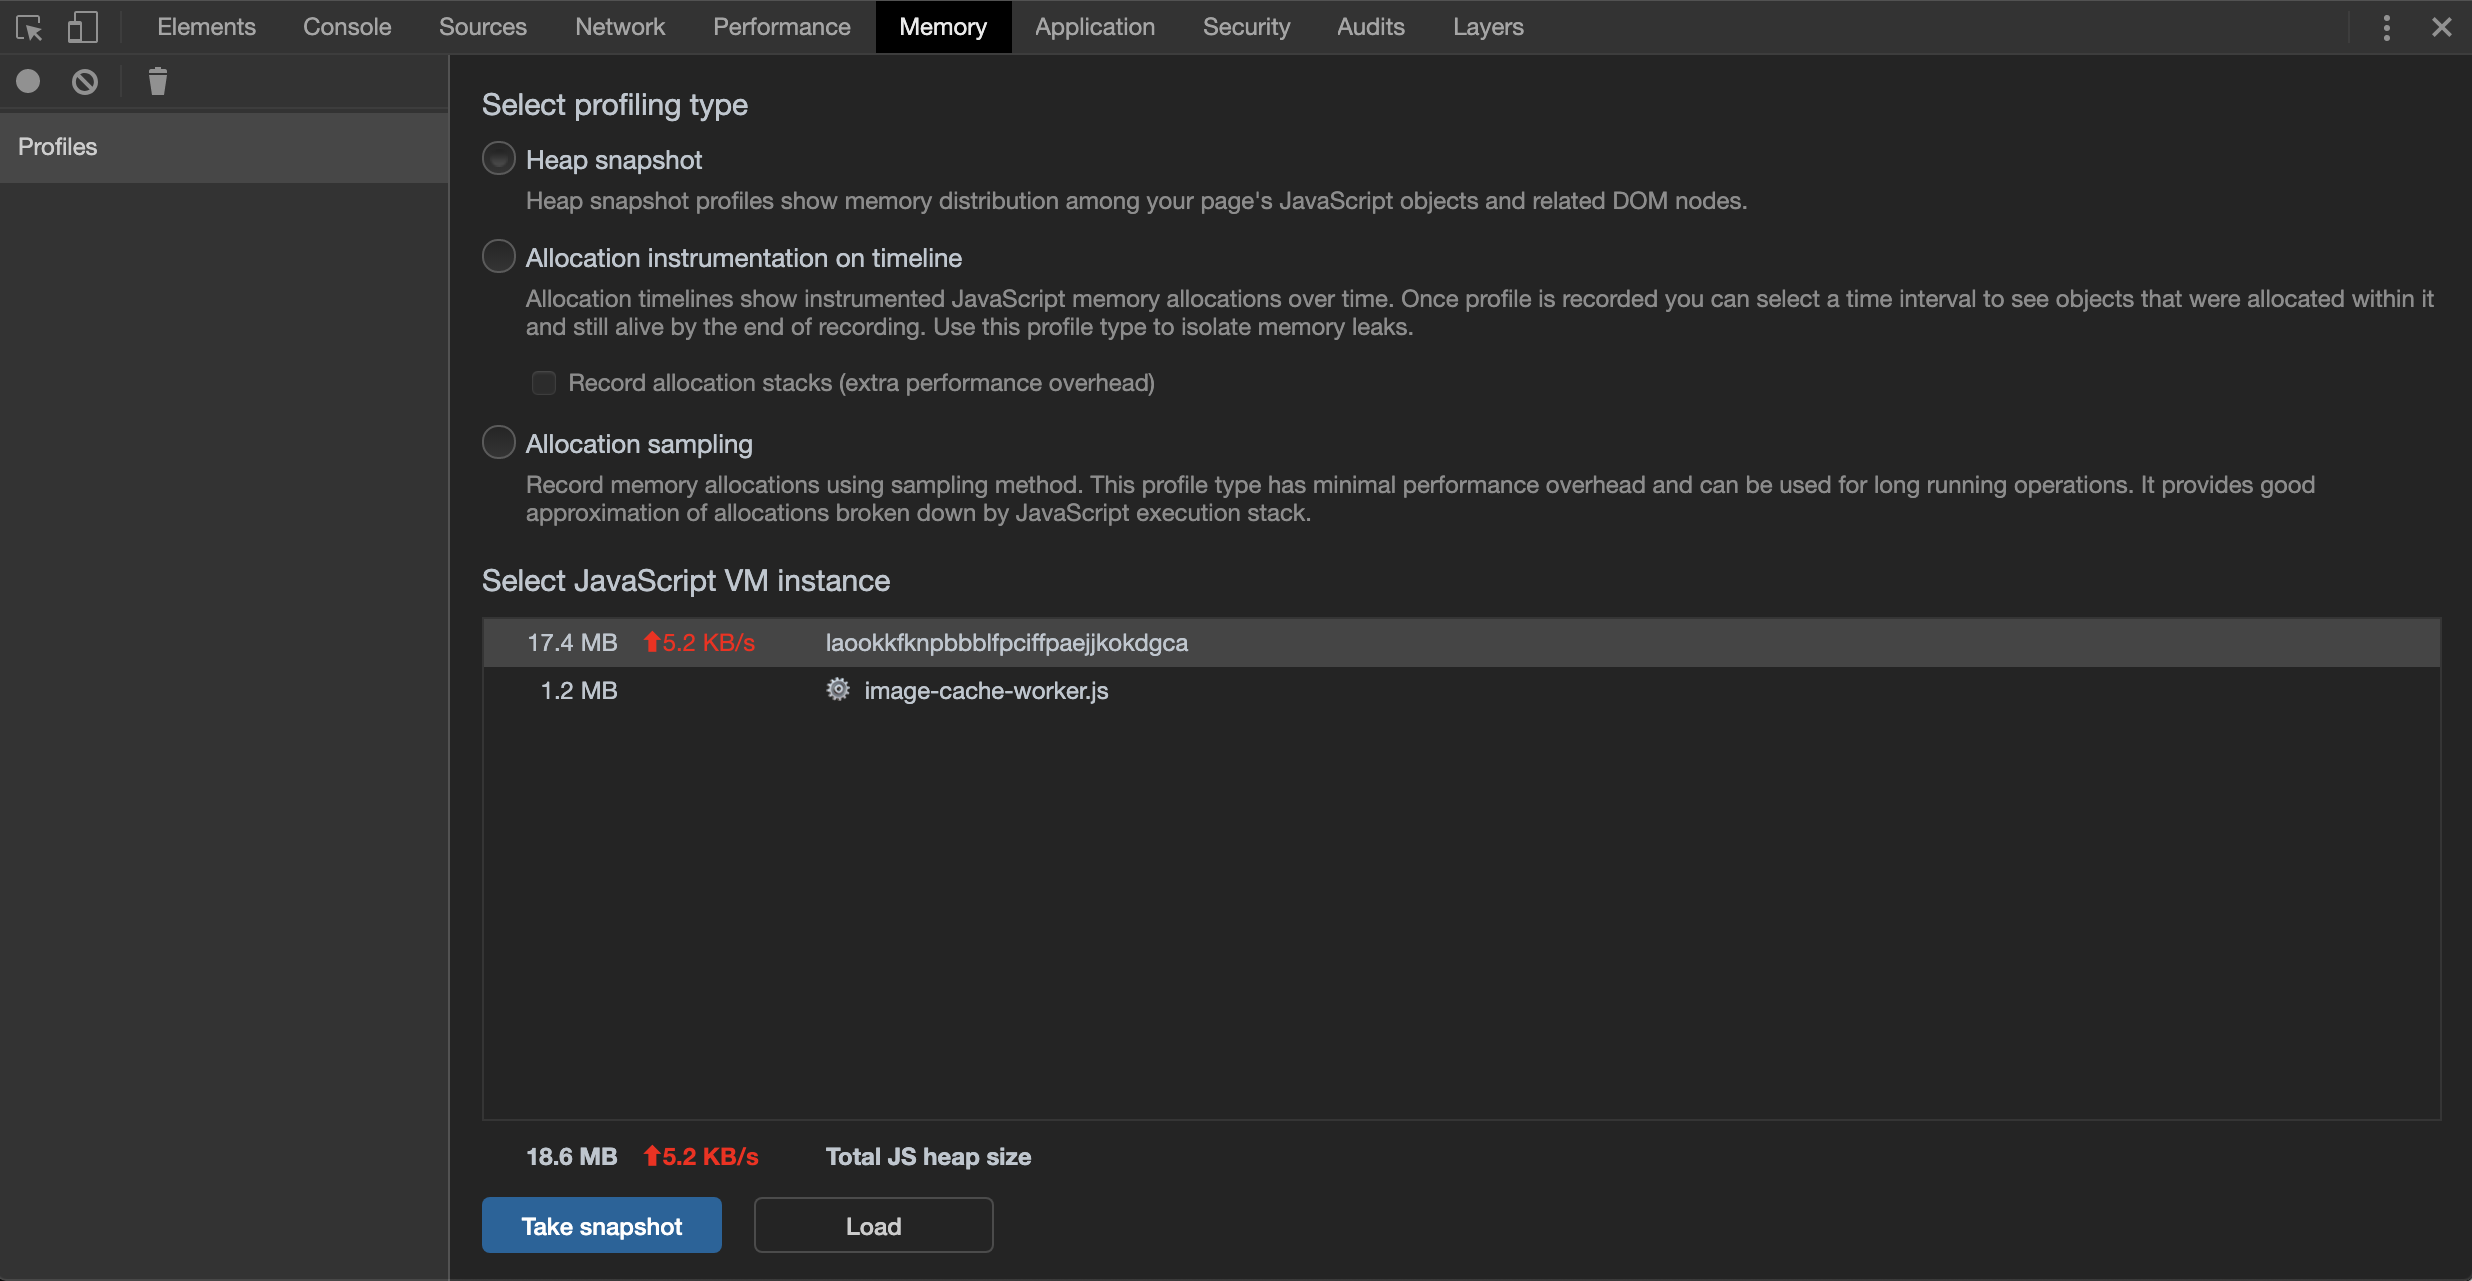 Elements Console Sources Network Performance Memory Application Security Audits Layers
Profiles
Select profiling type
Heap snapshot
Heap snapshot profiles show memory distribution among your page's JavaScript objects and related DOM nodes.
Allocation instrumentation on timeline
Allocation timelines show instrumented JavaScript memory allocations over time. Once profile is recorded you can select a time interval to see objects that were allocated within it
and still alive by the end of recording. Use this profile type to isolate memory leaks.
Record allocation stacks (extra performance overhead)
Allocation sampling
Record memory allocations using sampling method. This profile type has minimal performance overhead and can be used for long running operations. It provides good
approximation of allocations broken down by JavaScript execution stack.
Select JavaScript VM instance
17.4 MB ⬆5.2 KB/s laookkfknpbbblfpciffpaejjkokdgca
1.2 MB image-cache-worker.js
18.6 MB ⬆5.2 KB/s Total JS heap size
Take snapshot Load